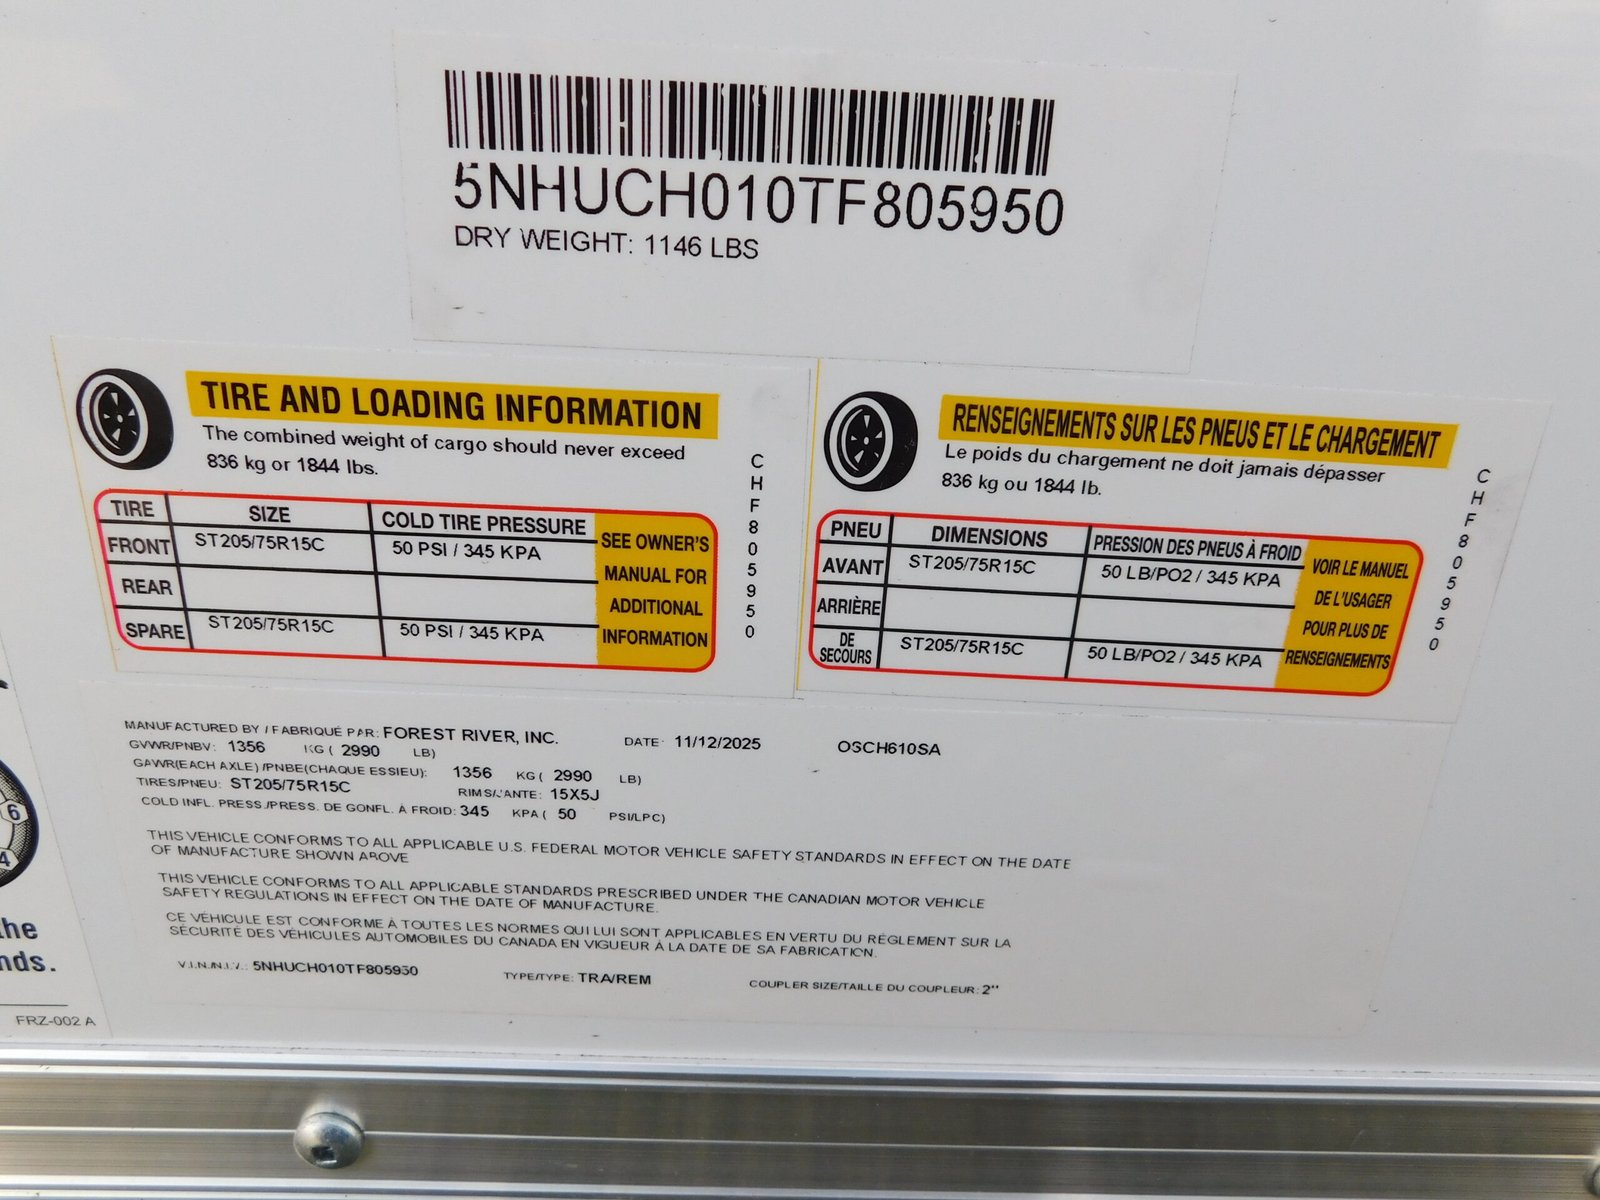 5NHUCH010TF805950
DRY WEIGHT: 1146 LBS
TIRE AND LOADING INFORMATION
The combined weight of cargo should never exceed
836 kg or 1844 lbs.
TIRE SIZE COLD TIRE PRESSURE
FRONT ST205/75R15C 50 PSI / 345 KPA
REAR
SPARE ST205/75R15C 50 PSI / 345 KPA
SEE OWNER'S
MANUAL FOR
ADDITIONAL
INFORMATION
CHF805950
RENSEIGNEMENTS SUR LES PNEUS ET LE CHARGEMENT
Le poids du chargement ne doit jamais dépasser
836 kg ou 1844 lb.
PNEU DIMENSIONS PRESSION DES PNEUS À FROID
AVANT ST205/75R15C 50 LB/PO2 / 345 KPA
ARRIÈRE
DE
SECOURS ST205/75R15C 50 LB/PO2 / 345 KPA
VOIR LE MANUEL
DE L'USAGER
POUR PLUS DE
RENSEIGNEMENTS
CHF805950
MANUFACTURED BY / FABRIQUÉ PAR: FOREST RIVER, INC. DATE: 11/12/2025 OSCH610SA
GVWR/PNBV: 1356 KG ( 2990 LB)
GAWR(EACH AXLE) /PNBE(CHAQUE ESSIEU): 1356 KG ( 2990 LB)
TIRES/PNEU: ST205/75R15C RIMS/JANTE: 15X5J
COLD INFL. PRESS./PRESS. DE GONFL. À FROID: 345 KPA ( 50 PSI/LPC)
THIS VEHICLE CONFORMS TO ALL APPLICABLE U.S. FEDERAL MOTOR VEHICLE SAFETY STANDARDS IN EFFECT ON THE DATE
OF MANUFACTURE SHOWN ABOVE
THIS VEHICLE CONFORMS TO ALL APPLICABLE STANDARDS PRESCRIBED UNDER THE CANADIAN MOTOR VEHICLE
SAFETY REGULATIONS IN EFFECT ON THE DATE OF MANUFACTURE.
CE VÉHICULE EST CONFORME À TOUTES LES NORMES QUI LUI SONT APPLICABLES EN VERTU DU RÈGLEMENT SUR LA
SÉCURITÉ DES VÉHICULES AUTOMOBILES DU CANADA EN VIGUEUR À LA DATE DE SA FABRICATION.
V.I.N./N.I.V.: 5NHUCH010TF805950 TYPE/TYPE: TRA/REM COUPLER SIZE/TAILLE DU COUPLEUR: 2"
6
4
the
nds.
FRZ-002 A